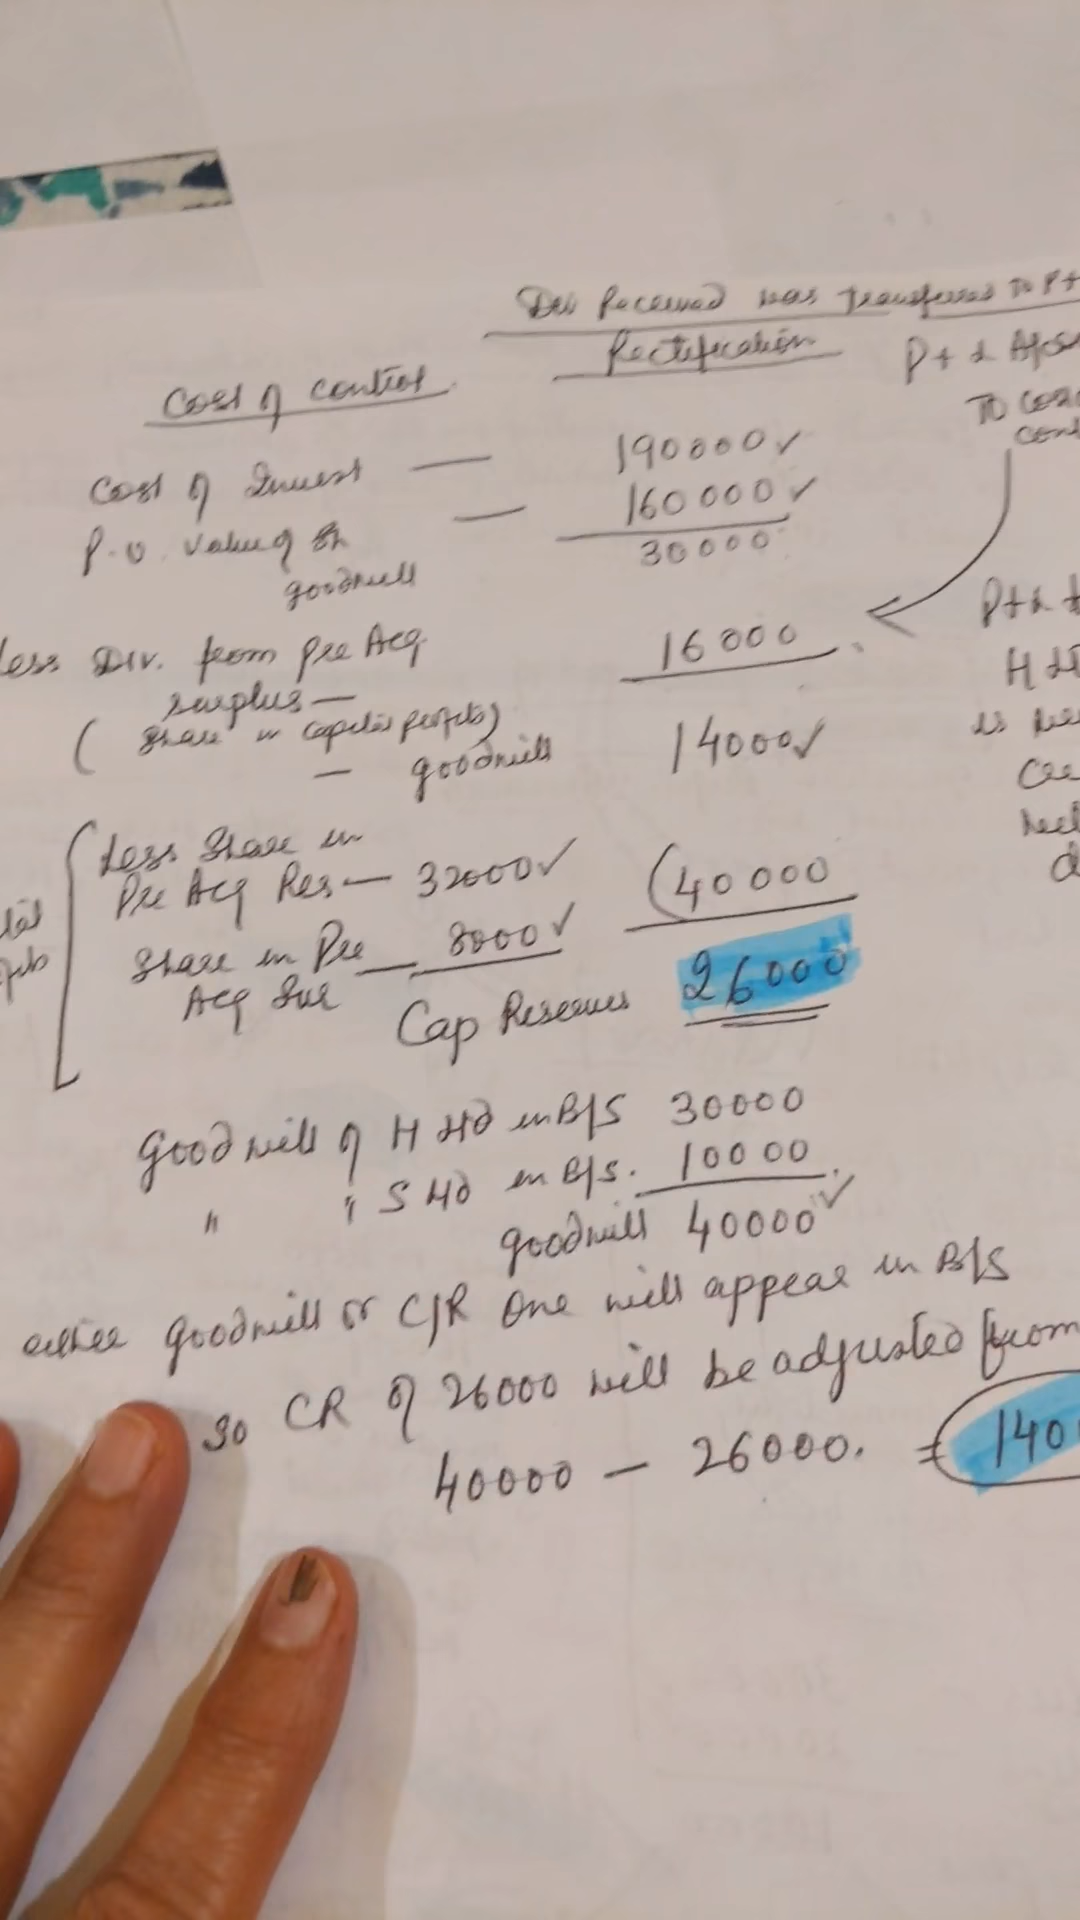 Div Received was transferred to P+
Rectification
P + L A/c
To cos
con
Cost of control
Cost of Invest — 190000 ✓
P.U. Value of Sh — 160000 ✓
goodwill 30000
Less Div. from Pre Acq 16000
surplus —
(Share in capital profits)
— goodwill 14000 ✓
P+L
H Ld
is
Less Share in
Pre Acq Res — 32000 ✓ (40000
Share in Pre — 8000 ✓
Acq Sur
Cap Reserves 26000
Goodwill of H Ltd in B/S 30000
" " S Ltd in B/S. 10000
goodwill 40000 ✓
either goodwill or C/R One will appear in B/S
so CR of 26000 will be adjusted from
40000 — 26000. = 140